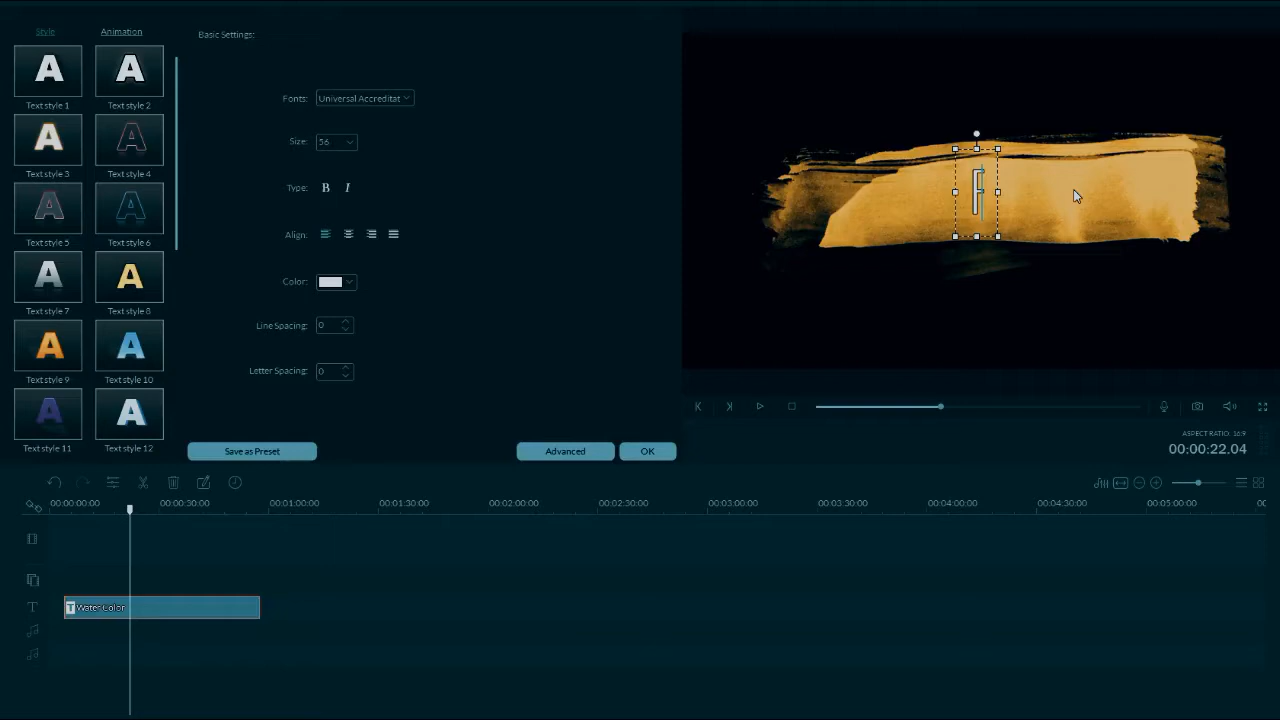 Style
Animation
Basic Settings:
A
A
Text style 1
Text style 2
Fonts:
Universal Accreditat
A
A
Text style 3
Text style 4
Size:
56
Type:
B I
A
A
Text style 5
Text style 6
Align:
A
A
Text style 7
Text style 8
Color:
Line Spacing:
0
A
A
Text style 9
Text style 10
Letter Spacing:
0
A
A
Text style 11
Text style 12
Save as Preset
Advanced
OK
F
ASPECT RATIO: 16:9
00:00:22.04
00:00:00:00
00:00:30:00
00:01:00:00
00:01:30:00
00:02:00:00
00:02:30:00
00:03:00:00
00:03:30:00
00:04:00:00
00:04:30:00
00:05:00:00
T
T Water Color